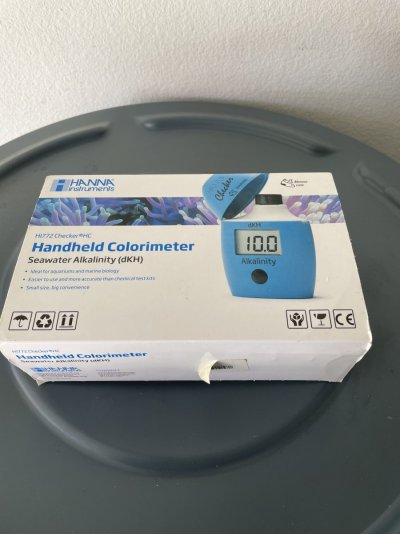 HANNA
instruments
Checker
HI772 Checker®HC
Handheld Colorimeter
Seawater Alkalinity (dKH)
• Ideal for aquariums and marine biology
• Easier to use and more accurate than chemical test kits
• Small size, big convenience
dKH
10.0
Alkalinity
CE
HI772 Checker®HC
Handheld Colorimeter
Seawater Alkalinity (dKH)